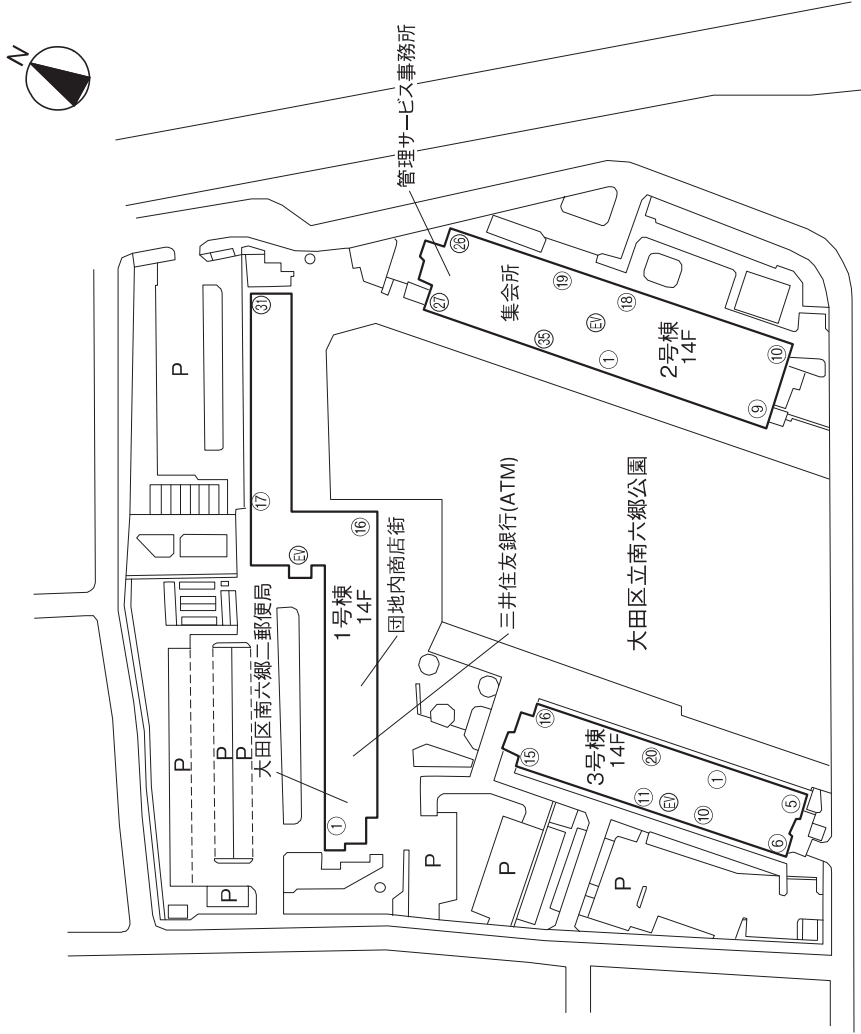 N
管理サービス事務所
㉖
㉗
集会所
⑲
⑱
EV
㉟
①
2号棟
14F
⑩
⑨
㉛
P
⑰
⑯
EV
1号棟
14F
団地内商店街
三井住友銀行(ATM)
大田区南六郷二郵便局
①
P
P
P
P
P
P
P
大田区立南六郷公園
⑯
⑮
3号棟
14F
⑳
⑪
EV
①
⑩
⑤
⑥